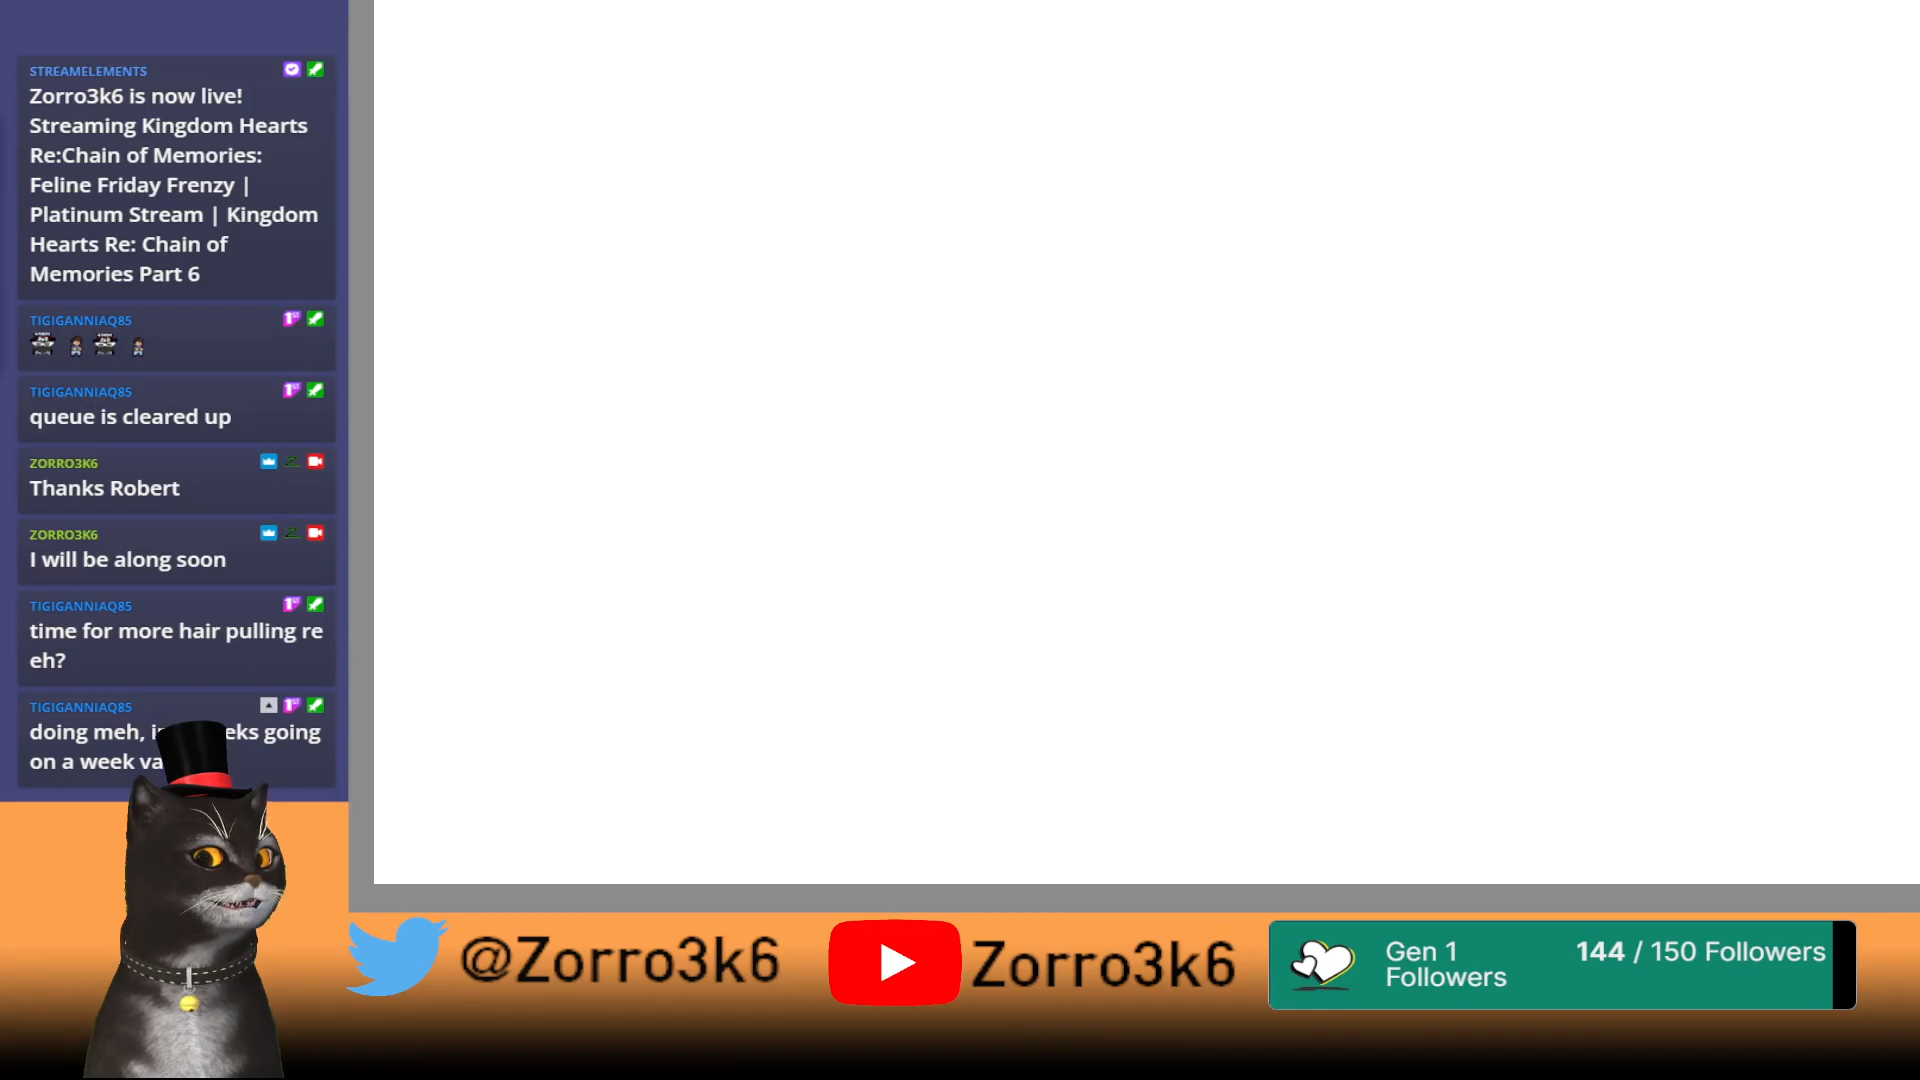 STREAMELEMENTS
Zorro3k6 is now live!
Streaming Kingdom Hearts
Re:Chain of Memories:
Feline Friday Frenzy |
Platinum Stream | Kingdom
Hearts Re: Chain of
Memories Part 6
TIGIGANNIAQ85
TIGIGANNIAQ85
queue is cleared up
ZORRO3K6
Thanks Robert
ZORRO3K6
I will be along soon
TIGIGANNIAQ85
time for more hair pulling re
eh?
TIGIGANNIAQ85
doing meh, going
on a week
@Zorro3k6
Zorro3k6
Gen 1
Followers
144 / 150 Followers